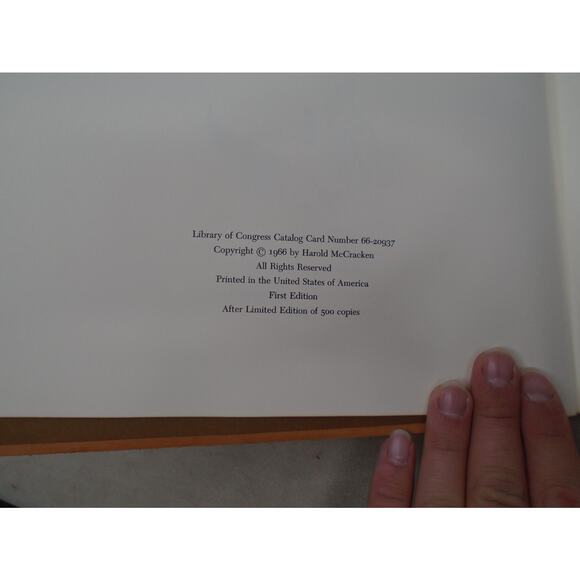 Library of Congress Catalog Card Number 66-20937
Copyright © 1966 by Harold McCracken
All Rights Reserved
Printed in the United States of America
First Edition
After Limited Edition of 500 copies